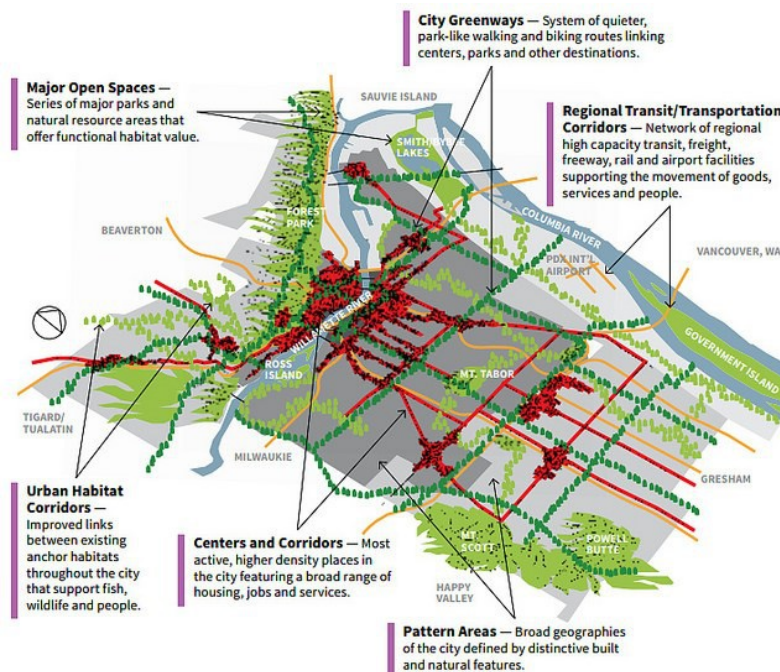 City Greenways — System of quieter,
park-like walking and biking routes linking
centers, parks and other destinations.
Major Open Spaces —
Series of major parks and
natural resource areas that
offer functional habitat value.
SAUVIE ISLAND
Regional Transit/Transportation
Corridors — Network of regional
high capacity transit, freight,
freeway, rail and airport facilities
supporting the movement of goods,
services and people.
SMITH/BYBEE
LAKES
FOREST
PARK
BEAVERTON
COLUMBIA RIVER
VANCOUVER, WA
PDX INT'L
AIRPORT
WILLAMETTE RIVER
ROSS
ISLAND
MT. TABOR
GOVERNMENT ISLAND
TIGARD/
TUALATIN
MILWAUKIE
GRESHAM
Urban Habitat
Corridors —
Improved links
between existing
anchor habitats
throughout the city
that support fish,
wildlife and people.
Centers and Corridors — Most
active, higher density places in
the city featuring a broad range of
housing, jobs and services.
MT.
SCOTT
POWELL
BUTTE
HAPPY
VALLEY
Pattern Areas — Broad geographies
of the city defined by distinctive built
and natural features.